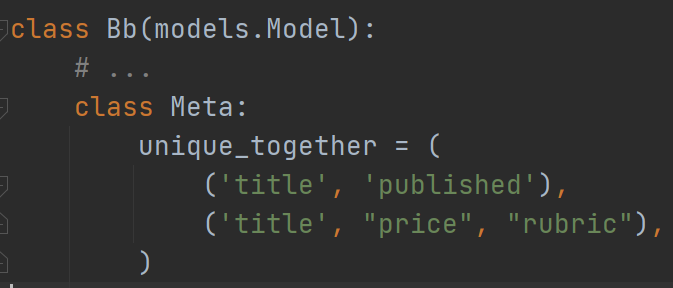 class Bb(models.Model):
    # ...
    class Meta:
        unique_together = (
            ('title', 'published'),
            ('title', "price", "rubric"),
        )